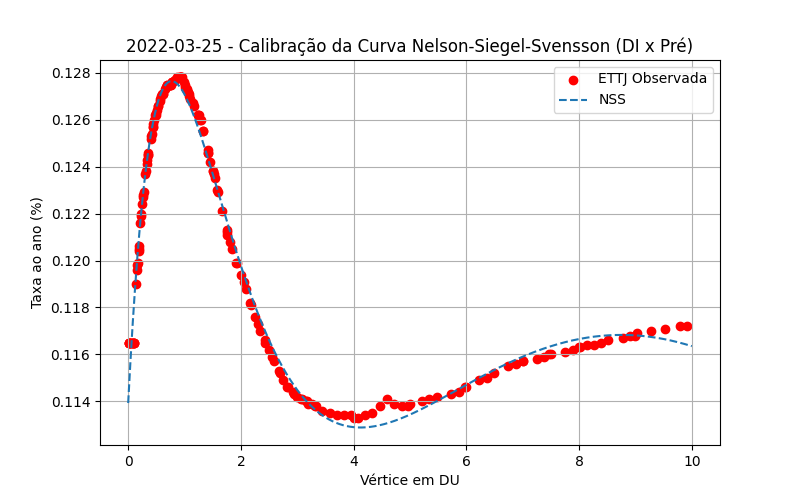 2022-03-25 - Calibração da Curva Nelson-Siegel-Svensson (DI x Pré)
ETTJ Observada
NSS
Taxa ao ano (%)
0.128
0.126
0.124
0.122
0.120
0.118
0.116
0.114
0 2 4 6 8 10
Vértice em DU